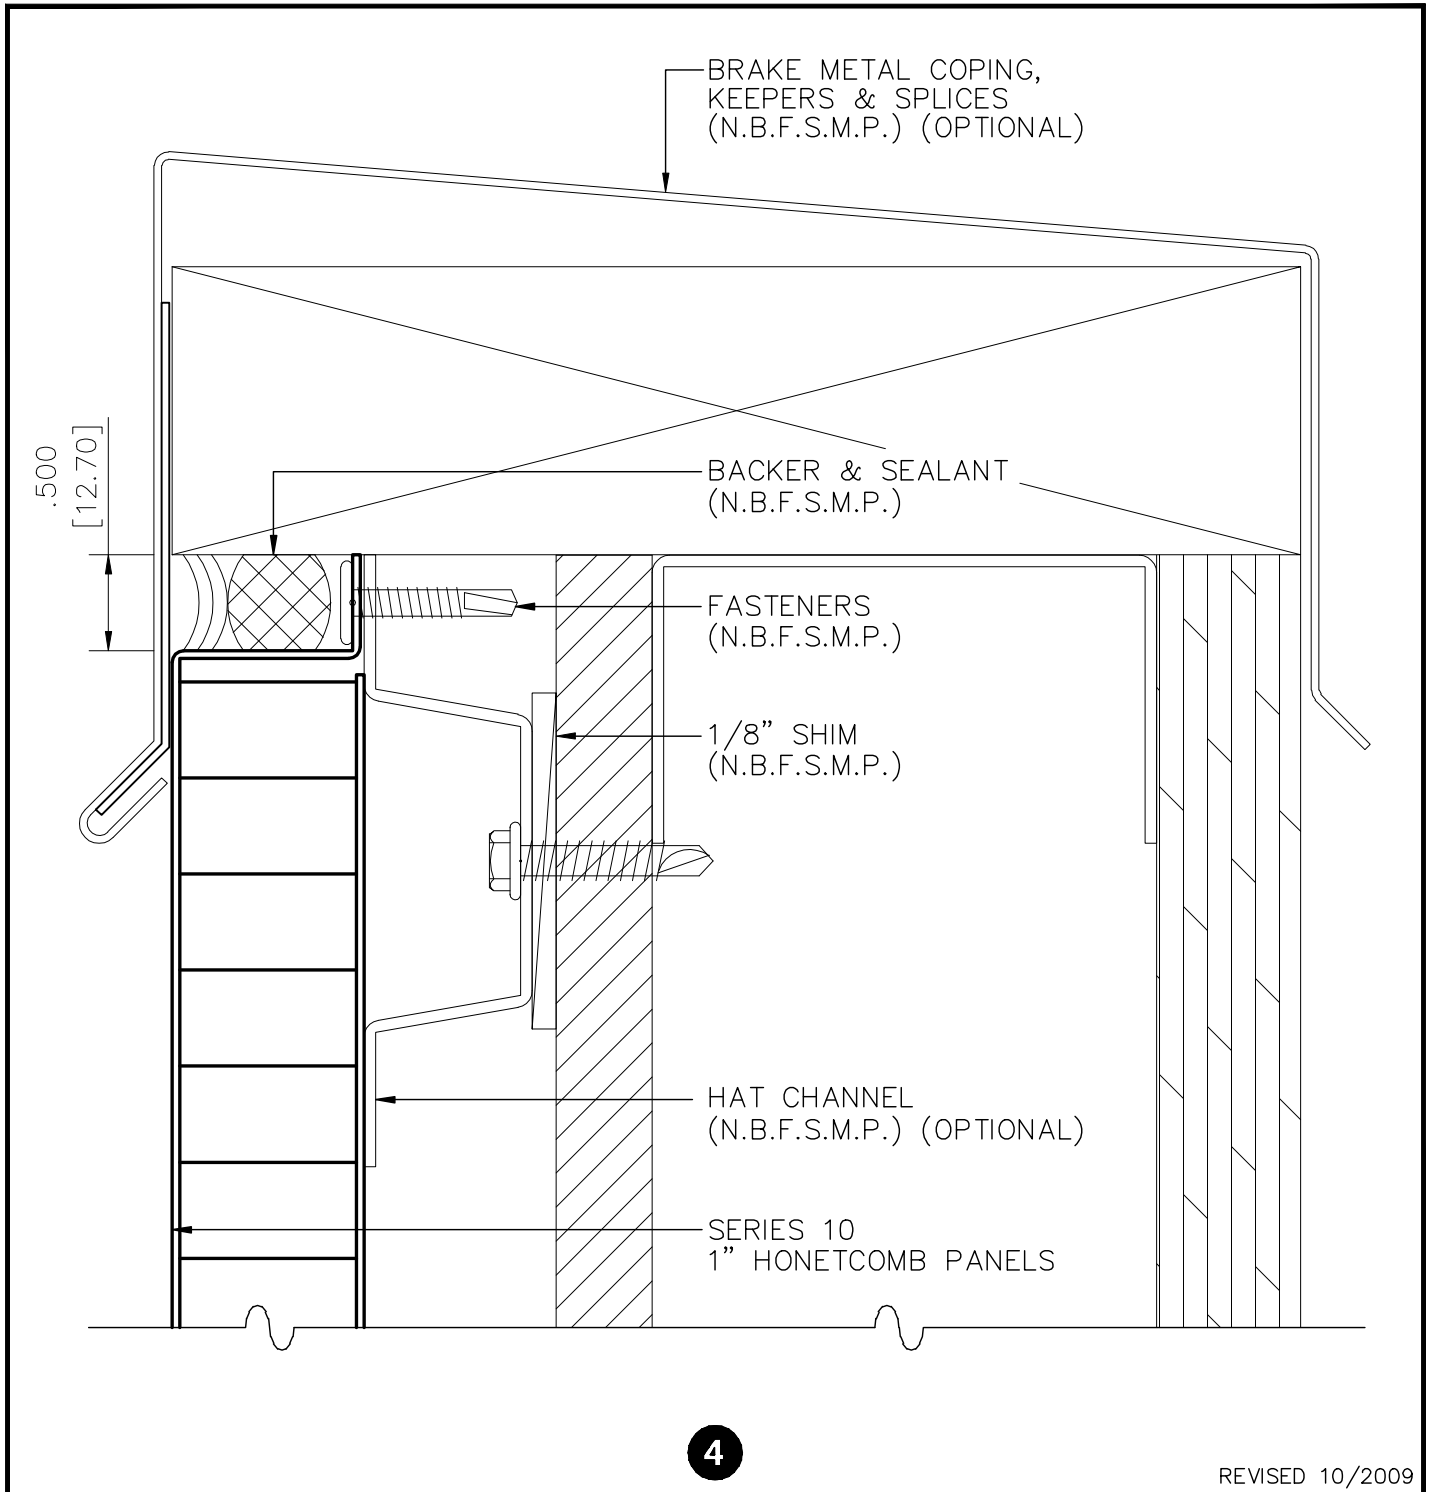 BRAKE METAL COPING,
KEEPERS & SPLICES
(N.B.F.S.M.P.) (OPTIONAL)
.500
[12.70]
BACKER & SEALANT
(N.B.F.S.M.P.)
FASTENERS
(N.B.F.S.M.P.)
1/8” SHIM
(N.B.F.S.M.P.)
HAT CHANNEL
(N.B.F.S.M.P.) (OPTIONAL)
SERIES 10
1” HONETCOMB PANELS
4
REVISED 10/2009